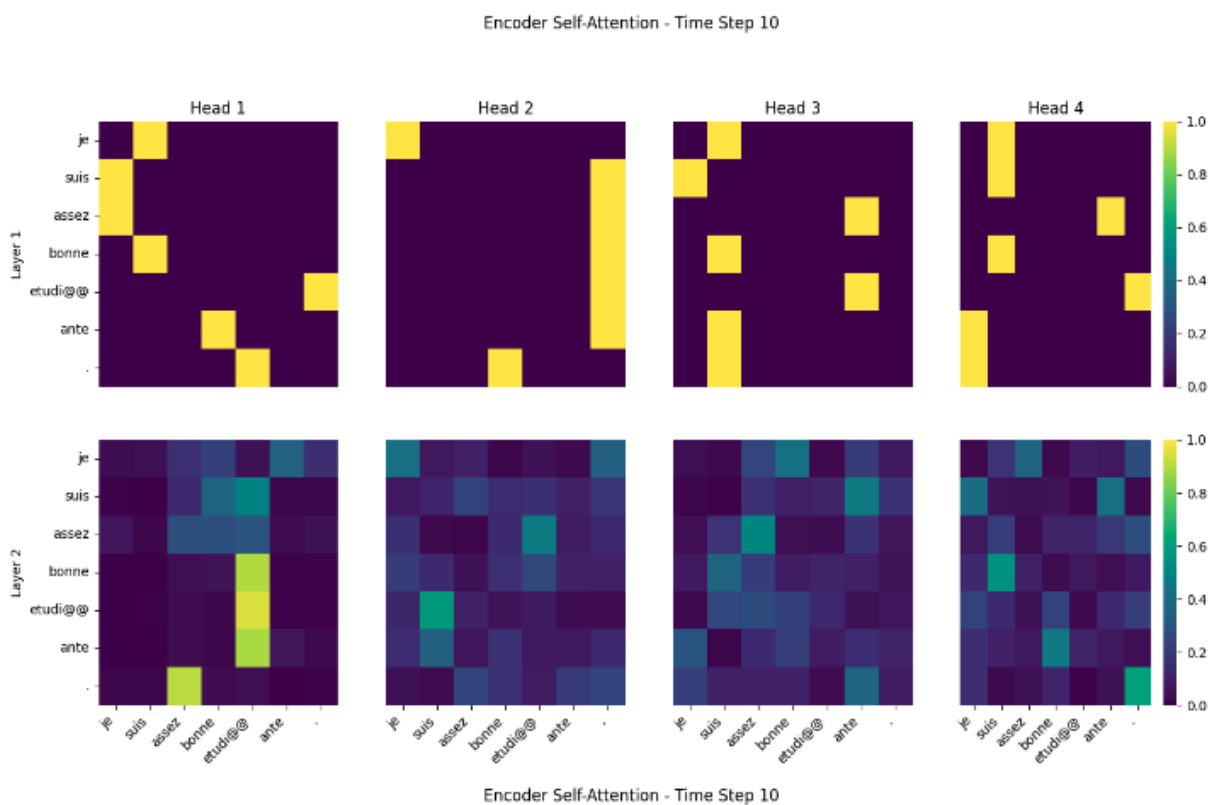 Encoder Self-Attention - Time Step 10
Head 1 Head 2 Head 3 Head 4
Layer 1
je
suis
assez
bonne
etudi@@
ante
.
1.0
0.8
0.6
0.4
0.2
0.0
Layer 2
je
suis
assez
bonne
etudi@@
ante
.
1.0
0.8
0.6
0.4
0.2
0.0
je suis assez bonne etudi@@ ante .
je suis assez bonne etudi@@ ante .
je suis assez bonne etudi@@ ante .
je suis assez bonne etudi@@ ante .
Encoder Self-Attention - Time Step 10